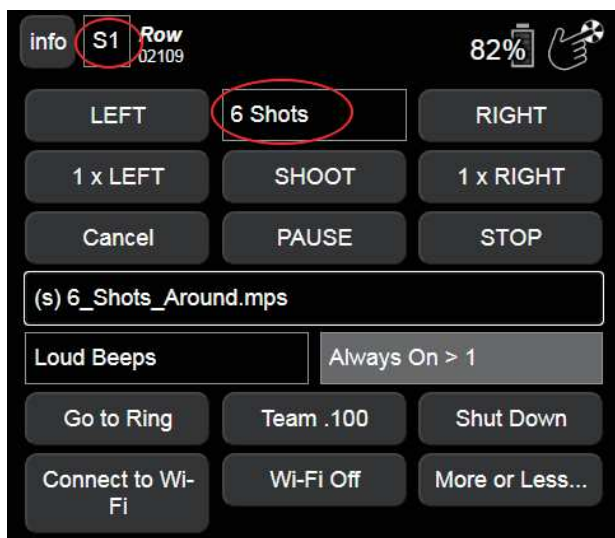 info S1 Row 82%
02109
LEFT 6 Shots RIGHT
1 x LEFT SHOOT 1 x RIGHT
Cancel PAUSE STOP
(s) 6_Shots_Around.mps
Loud Beeps Always On > 1
Go to Ring Team .100 Shut Down
Connect to Wi-
Fi
Wi-Fi Off More or Less...